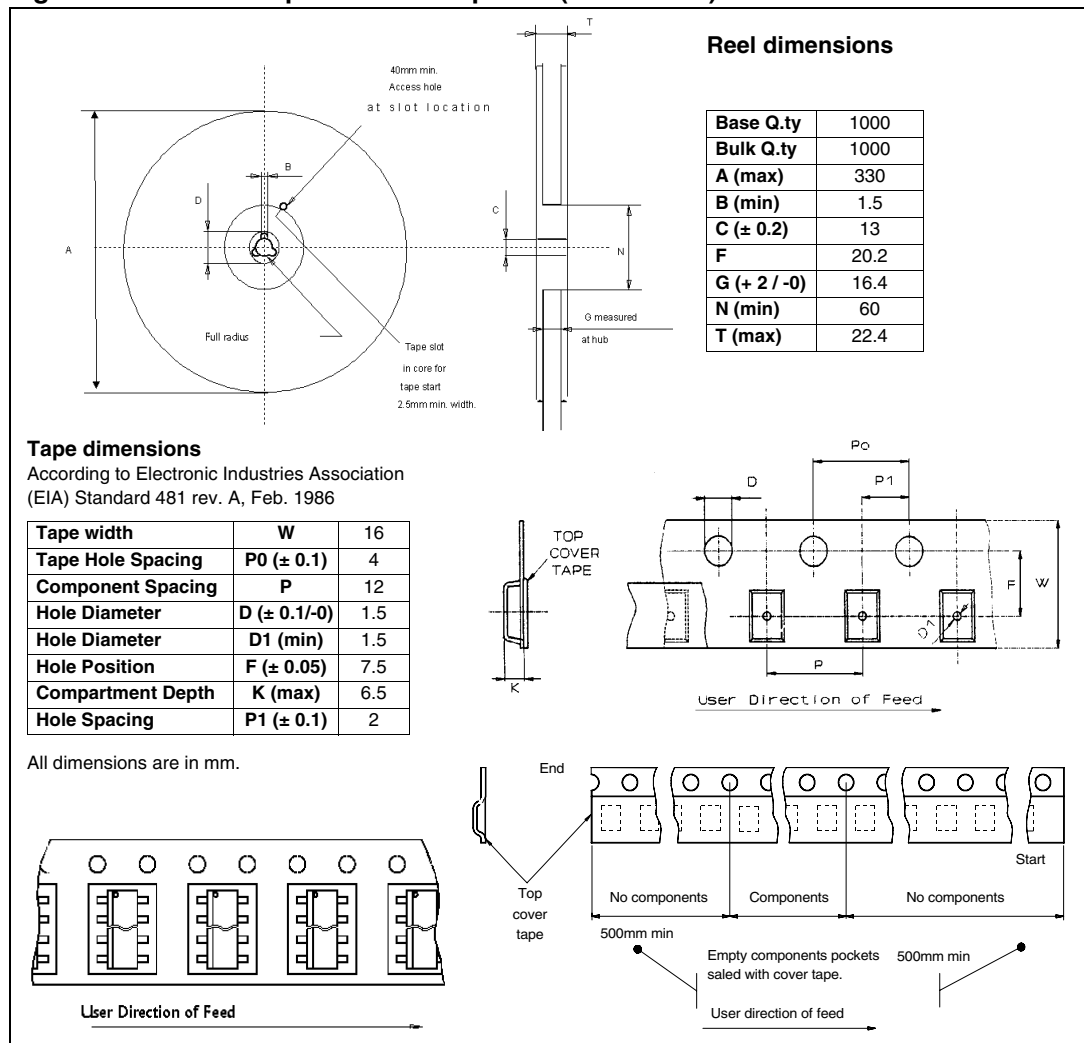 T
Reel dimensions
40mm min.
Access hole
at slot location
Base Q.ty 1000
Bulk Q.ty 1000
A (max) 330
B (min) 1.5
C (± 0.2) 13
F 20.2
G (+ 2 / -0) 16.4
N (min) 60
T (max) 22.4
B
D
C
A
N
G measured
at hub
Full radius
Tape slot
in core for
tape start
2.5mm min. width.
Tape dimensions
According to Electronic Industries Association
(EIA) Standard 481 rev. A, Feb. 1986
Tape width W 16
Tape Hole Spacing P0 (± 0.1) 4
Component Spacing P 12
Hole Diameter D (± 0.1/-0) 1.5
Hole Diameter D1 (min) 1.5
Hole Position F (± 0.05) 7.5
Compartment Depth K (max) 6.5
Hole Spacing P1 (± 0.1) 2
All dimensions are in mm.
Po
D
P1
TOP
COVER
TAPE
F
W
D1
K
P
User Direction of Feed
End
Start
Top
cover
tape
No components
Components
No components
500mm min
Empty components pockets
saled with cover tape.
500mm min
User direction of feed
User Direction of Feed